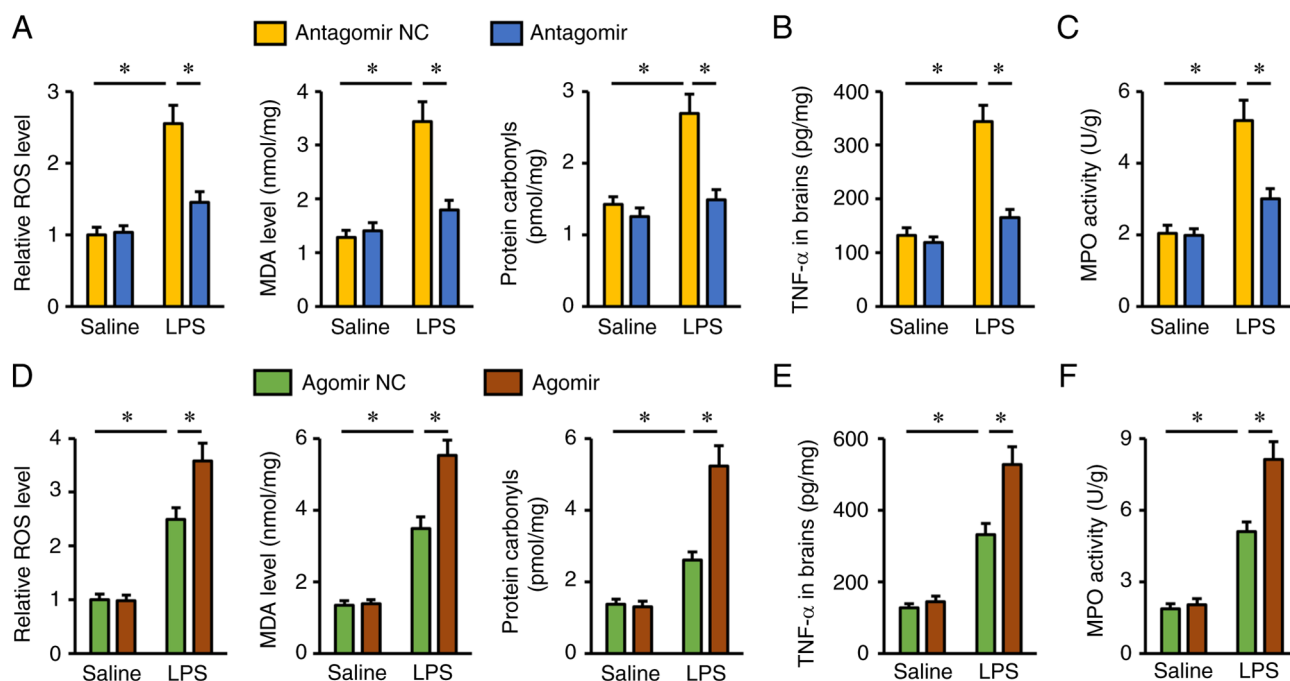 A
Antagomir NC
Antagomir
B
C
* *
3
2
1
0
Relative ROS level
Saline LPS
* *
4
3
2
1
0
MDA level (nmol/mg)
Saline LPS
* *
3
2
1
0
Protein carbonyls
(pmol/mg)
Saline LPS
* *
400
300
200
100
0
TNF-α in brains (pg/mg)
Saline LPS
* *
6
4
2
0
MPO activity (U/g)
Saline LPS
D
Agomir NC
Agomir
E
F
* *
4
3
2
1
0
Relative ROS level
Saline LPS
* *
6
4
2
0
MDA level (nmol/mg)
Saline LPS
* *
6
4
2
0
Protein carbonyls
(pmol/mg)
Saline LPS
* *
600
400
200
0
TNF-α in brains (pg/mg)
Saline LPS
* *
9
6
3
0
MPO activity (U/g)
Saline LPS